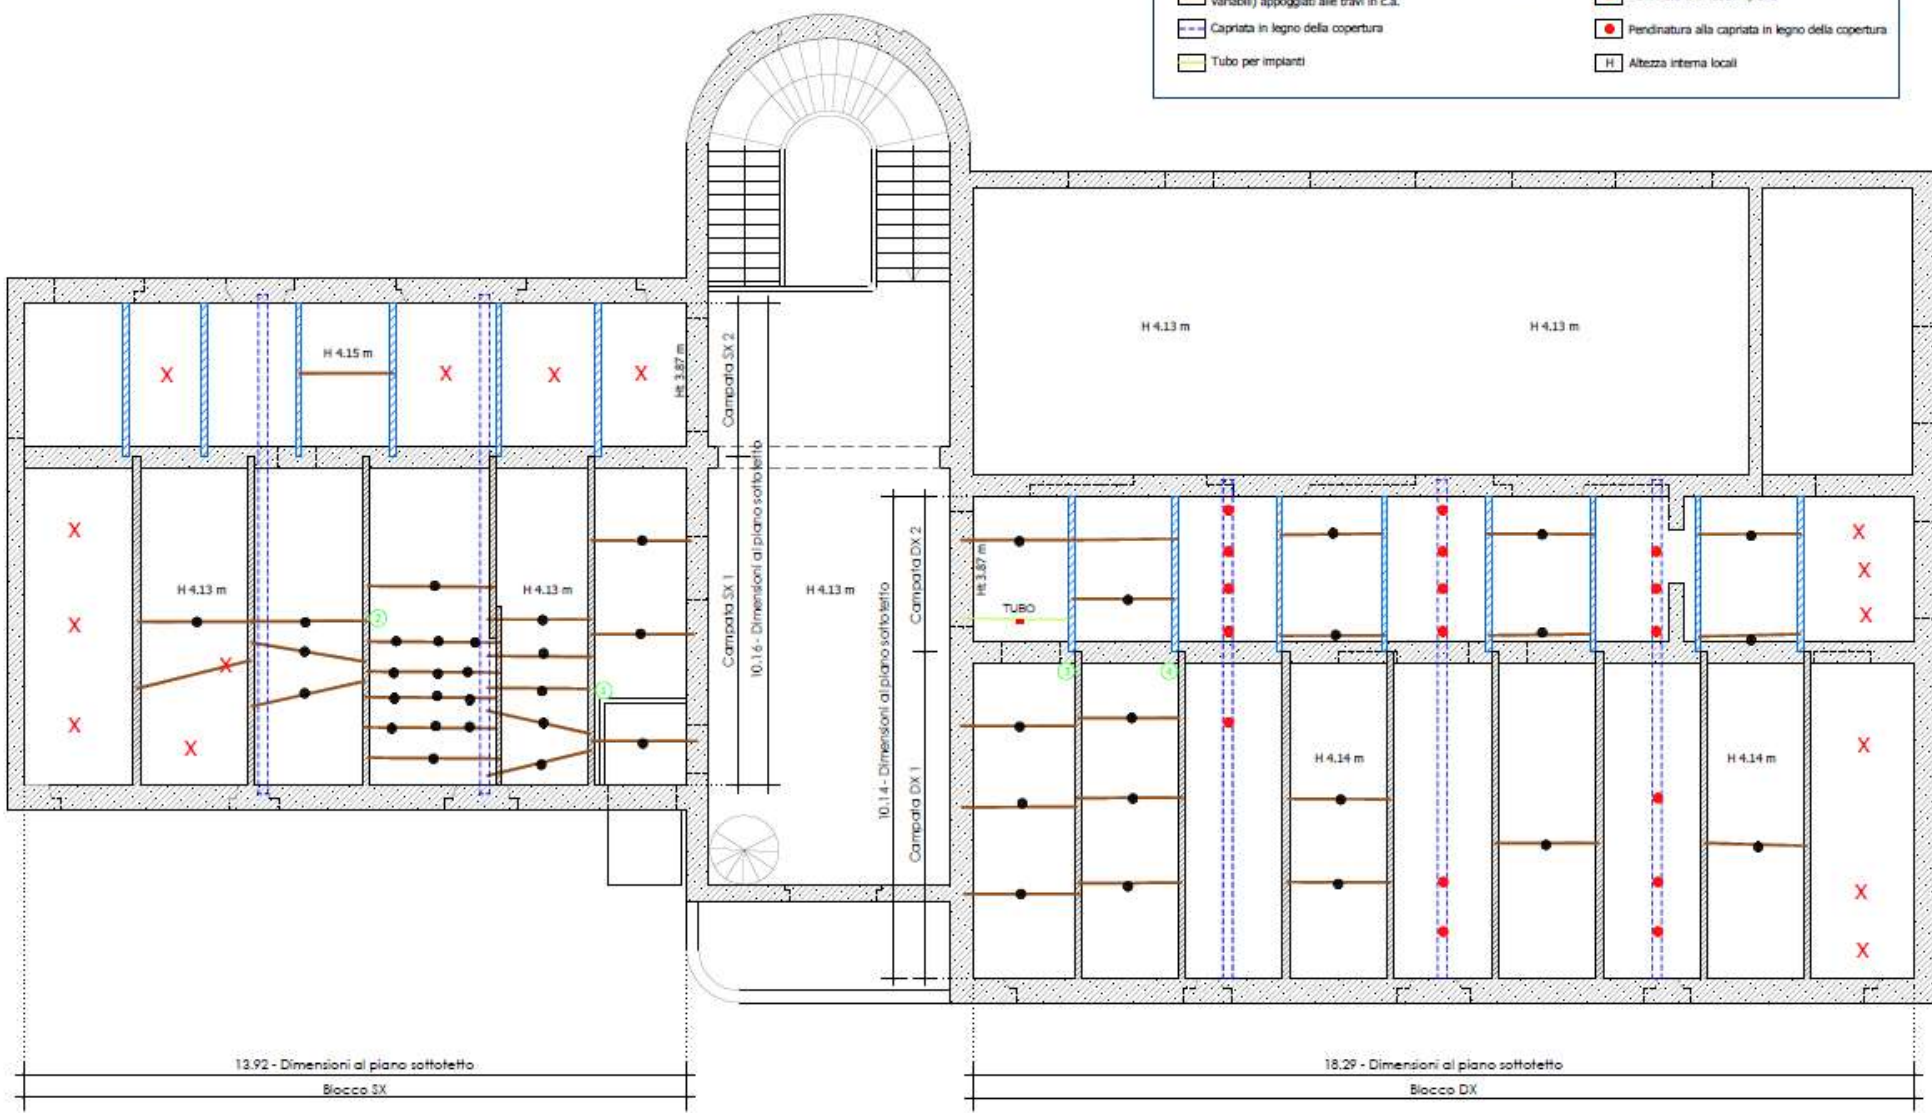 variabili) appoggiati alle travi in c.a.
Capriata in legno della copertura
Pendinatura alla capriata in legno della copertura
Tubo per impianti
H Altezza interna locali
H 4.13 m
H 4.13 m
H 4.15 m
Ht 3.87 m
Campata SX 2
X
X
X
X
10.16 - Dimensioni al piano sottotetto
Campata SX 1
X
X
X
X
X
H 4.13 m
H 4.13 m
H 4.13 m
2
1
10.14 - Dimensioni al piano sottotetto
Campata DX 2
Campata DX 1
Ht 3.87 m
TUBO
3
4
X
X
X
H 4.14 m
H 4.14 m
X
X
X
13.92 - Dimensioni al piano sottotetto
Blocco SX
18.29 - Dimensioni al piano sottotetto
Blocco DX